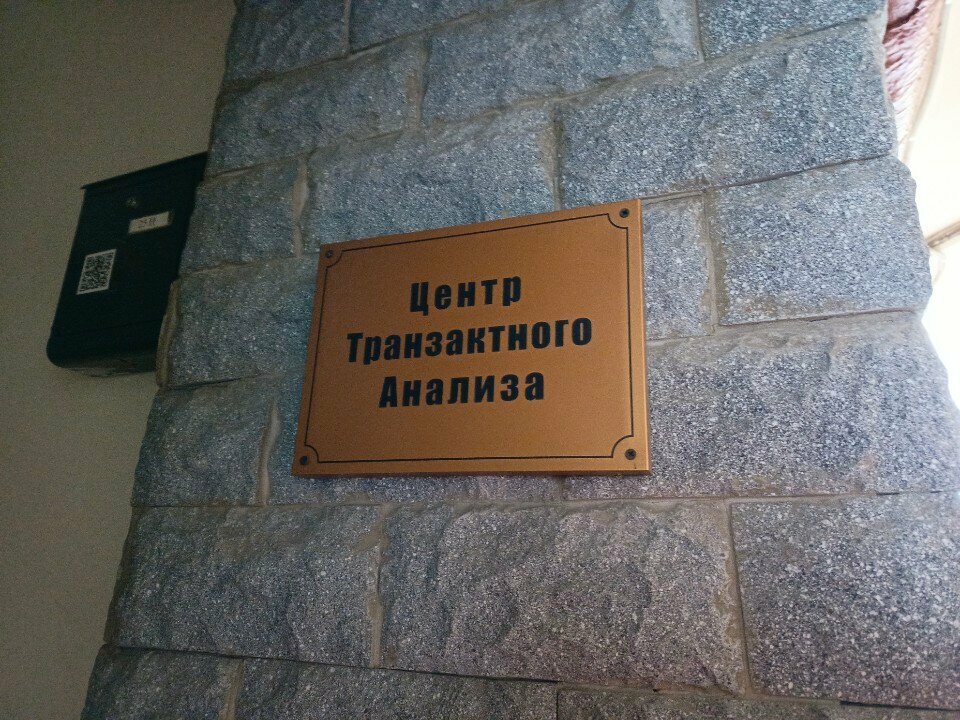 Центр
Транзактного
Анализа